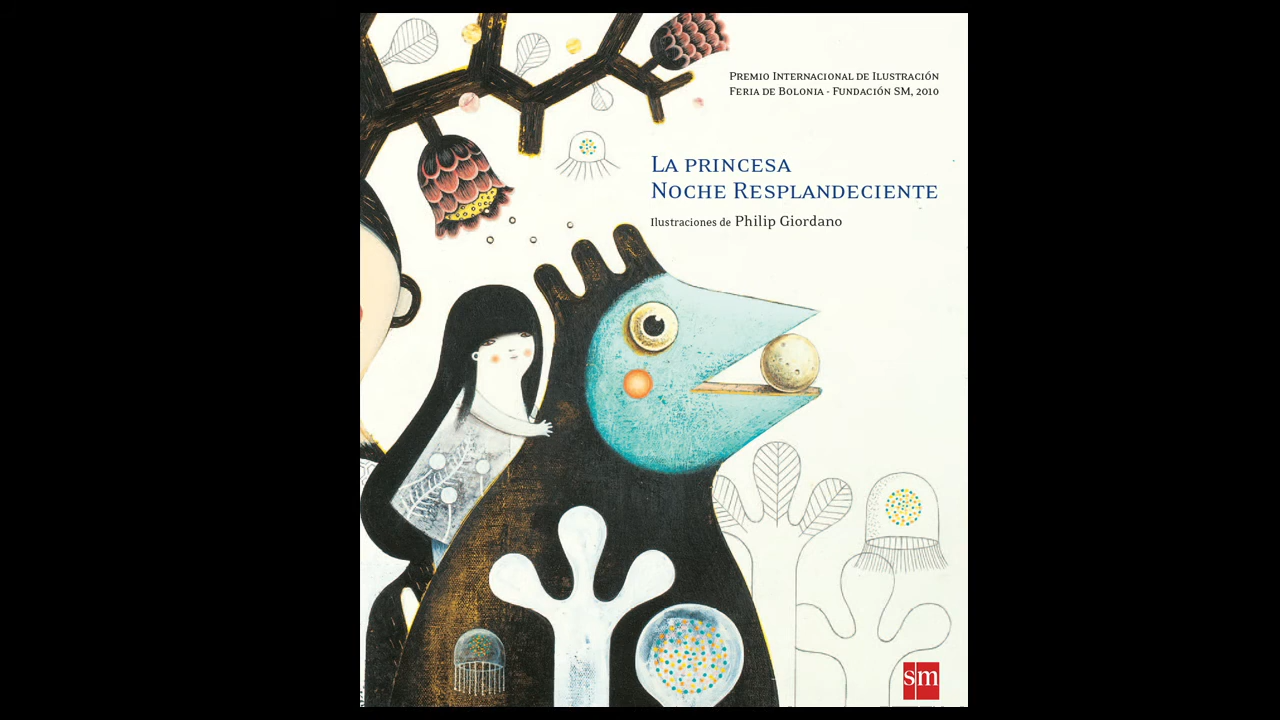 Premio Internacional de Ilustración
Feria de Bolonia - Fundación SM, 2010
La princesa
Noche Resplandeciente
Ilustraciones de Philip Giordano
sm